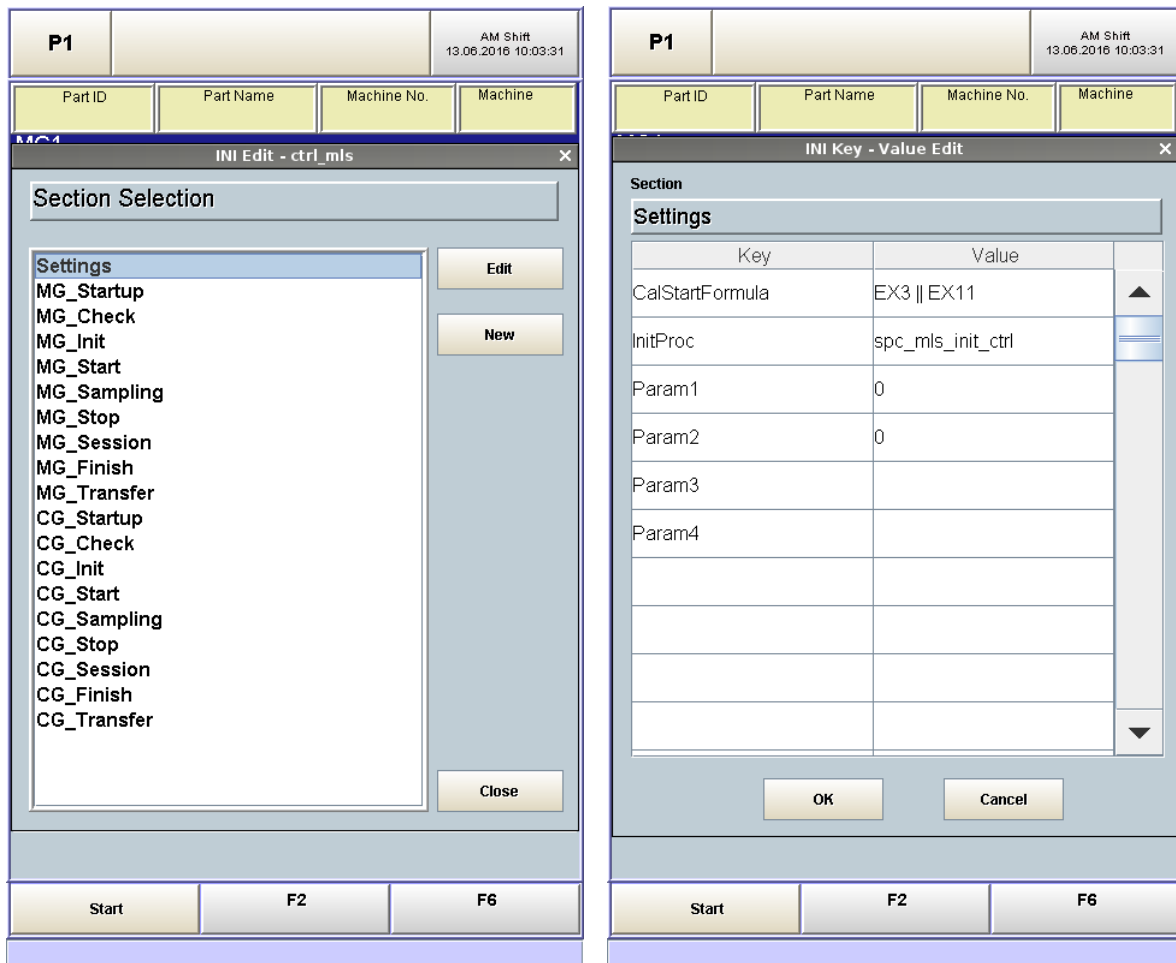 P1
AM Shift
13.06.2016 10:03:31
Part ID
Part Name
Machine No.
Machine
MG1
INI Edit - ctrl_mls
Section Selection
Settings
MG_Startup
MG_Check
MG_Init
MG_Start
MG_Sampling
MG_Stop
MG_Session
MG_Finish
MG_Transfer
CG_Startup
CG_Check
CG_Init
CG_Start
CG_Sampling
CG_Stop
CG_Session
CG_Finish
CG_Transfer
Edit
New
Close
Start
F2
F6
P1
AM Shift
13.06.2016 10:03:31
Part ID
Part Name
Machine No.
Machine
INI Key - Value Edit
Section
Settings
Key Value
CalStartFormula EX3 || EX11
InitProc spc_mls_init_ctrl
Param1 0
Param2 0
Param3
Param4
OK
Cancel
Start
F2
F6